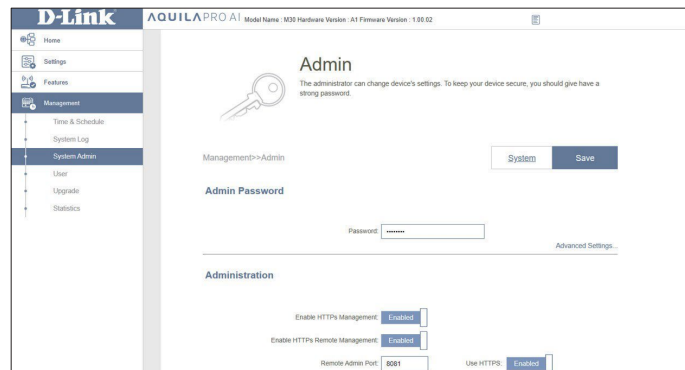 D-Link
AQUILA PRO AI Model Name : M30 Hardware Version : A1 Firmware Version : 1.00.02
Home
Settings
Features
Management
Time & Schedule
System Log
System Admin
User
Upgrade
Statistics
Admin
The administrator can change device's settings. To keep your device secure, you should give have a
strong password.
Management>>Admin
System
Save
Admin Password
Password:
••••••••
Advanced Settings...
Administration
Enable HTTPs Management: Enabled
Enable HTTPs Remote Management: Enabled
Remote Admin Port: 8081 Use HTTPS: Enabled